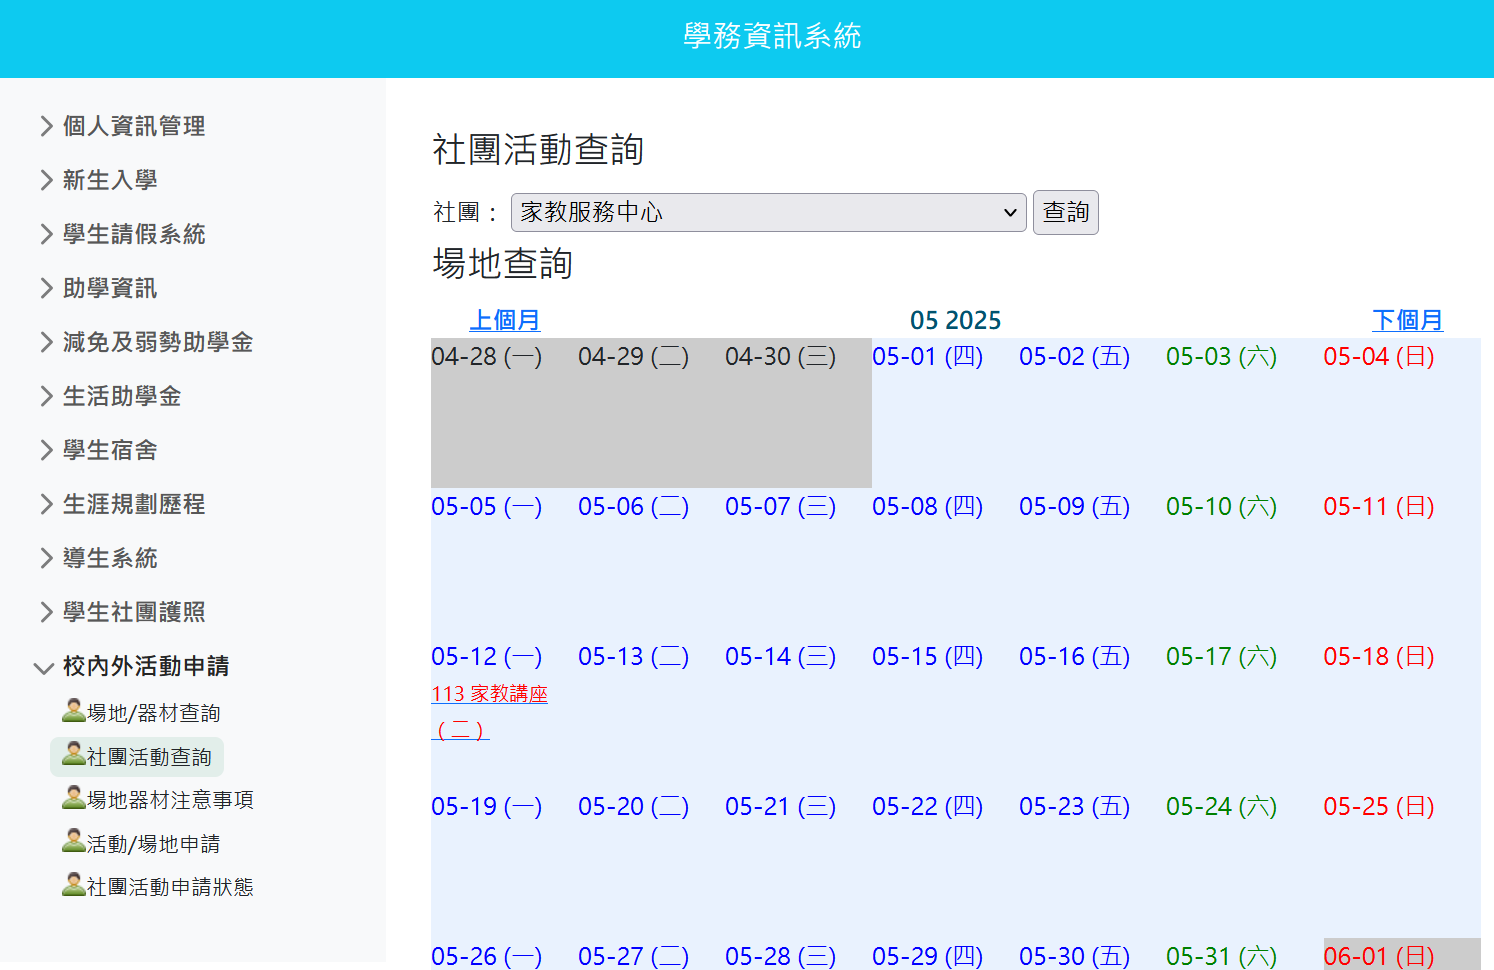 學務資訊系統
個人資訊管理
新生入學
學生請假系統
助學資訊
減免及弱勢助學金
生活助學金
學生宿舍
生涯規劃歷程
導生系統
學生社團護照
校內外活動申請
場地/器材查詢
社團活動查詢
場地器材注意事項
活動/場地申請
社團活動申請狀態
社團活動查詢
社團： 家教服務中心 查詢
場地查詢
上個月 05 2025 下個月
04-28 (一) 04-29 (二) 04-30 (三) 05-01 (四) 05-02 (五) 05-03 (六) 05-04 (日)
05-05 (一) 05-06 (二) 05-07 (三) 05-08 (四) 05-09 (五) 05-10 (六) 05-11 (日)
05-12 (一) 05-13 (二) 05-14 (三) 05-15 (四) 05-16 (五) 05-17 (六) 05-18 (日)
113 家教講座
（二）
05-19 (一) 05-20 (二) 05-21 (三) 05-22 (四) 05-23 (五) 05-24 (六) 05-25 (日)
05-26 (一) 05-27 (二) 05-28 (三) 05-29 (四) 05-30 (五) 05-31 (六) 06-01 (日)